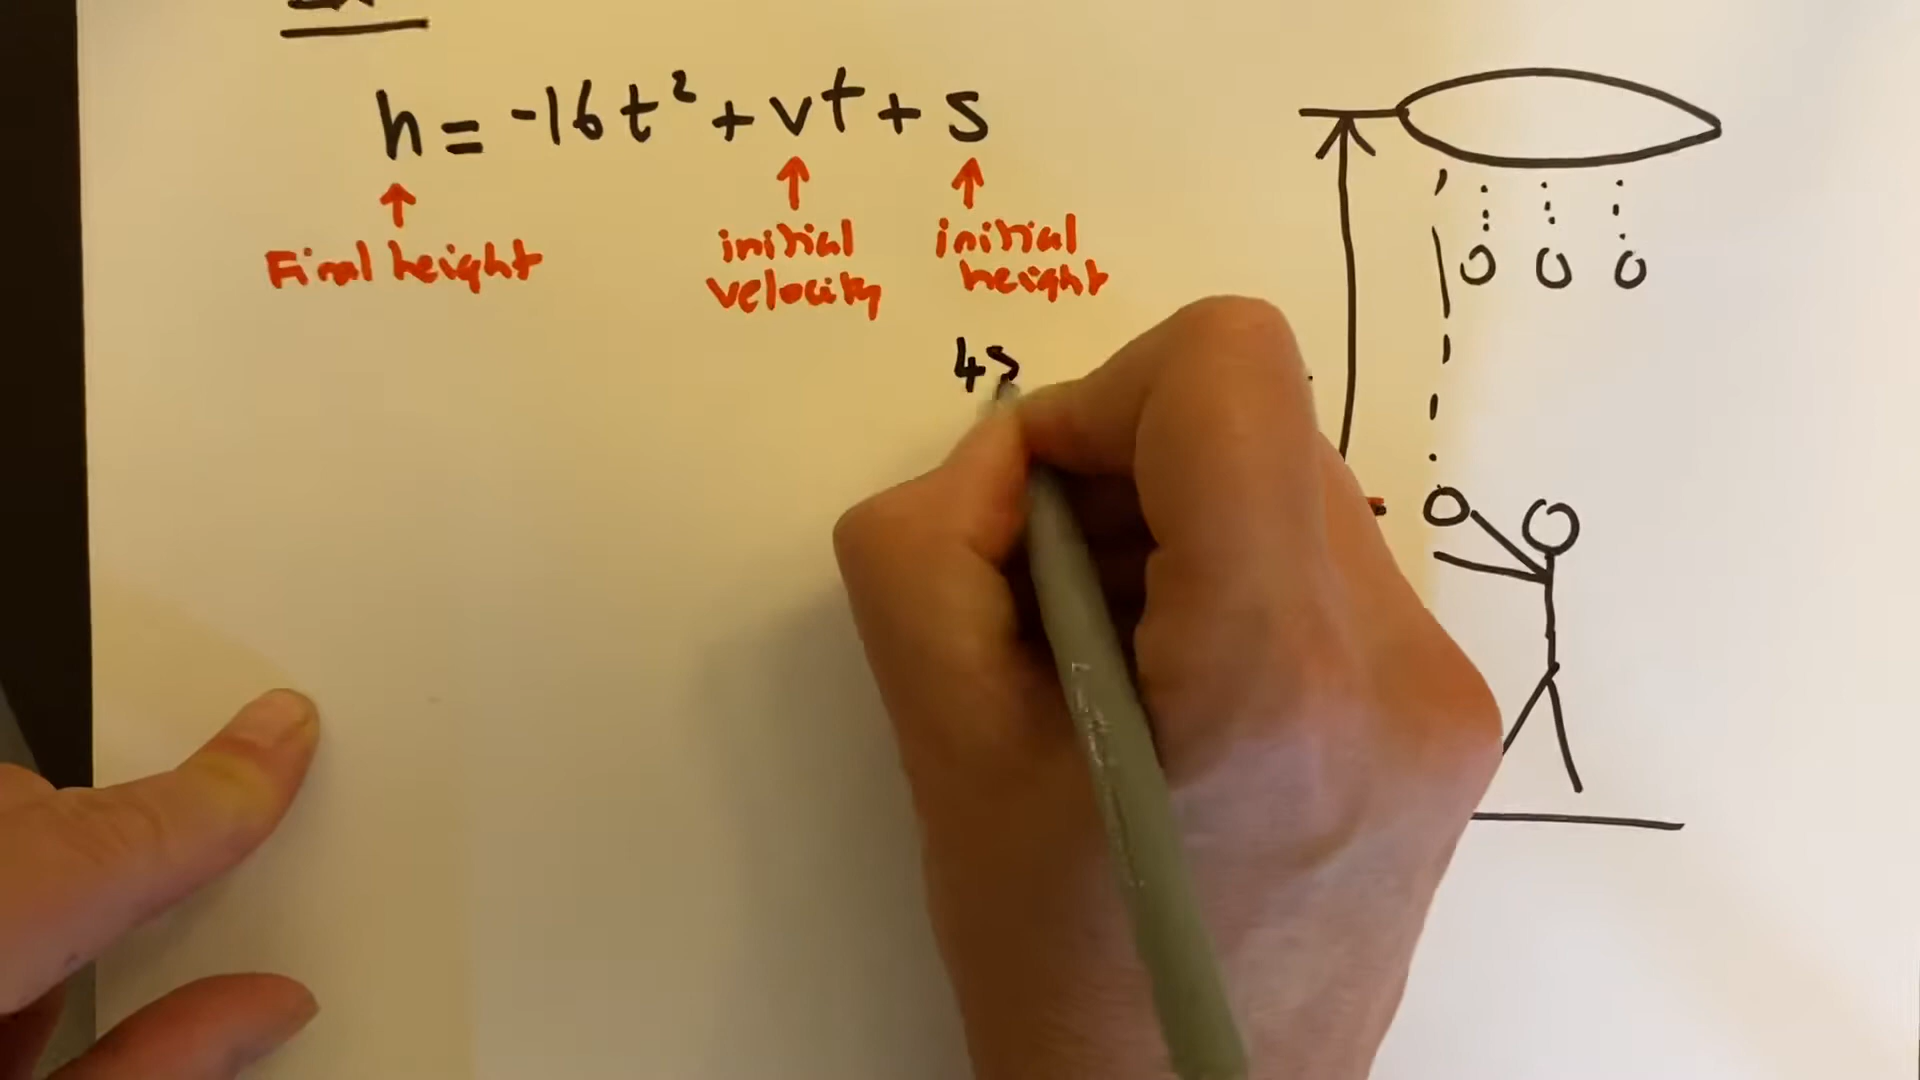 h = -16t² + vt + s
↑ ↑ ↑
Final height
initial velocity
initial height
45